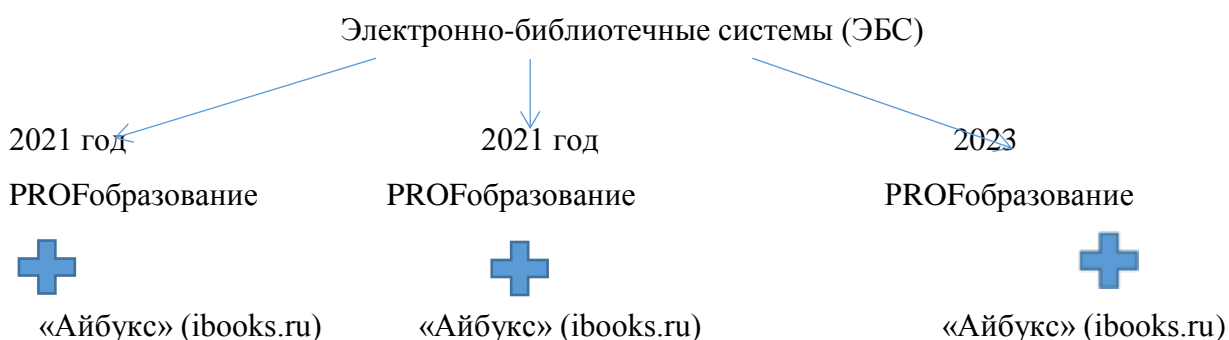 Электронно-библиотечные системы (ЭБС)
2021 год 2021 год 2023
PROFобразование PROFобразование PROFобразование
«Айбукс» (ibooks.ru) «Айбукс» (ibooks.ru) «Айбукс» (ibooks.ru)